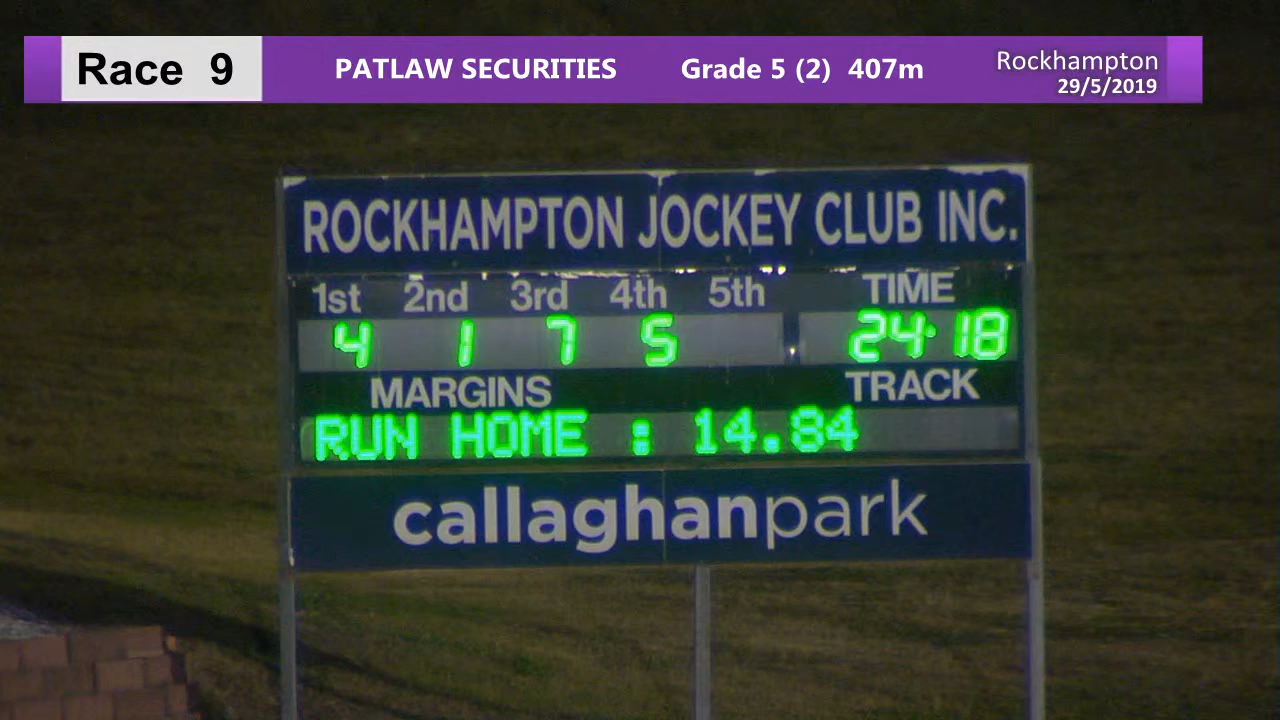 Race 9 PATLAW SECURITIES Grade 5 (2) 407m Rockhampton
29/5/2019
ROCKHAMPTON JOCKEY CLUB INC.
1st 2nd 3rd 4th 5th TIME
4 1 7 5 24·18
MARGINS TRACK
RUN HOME : 14.84
callaghanpark